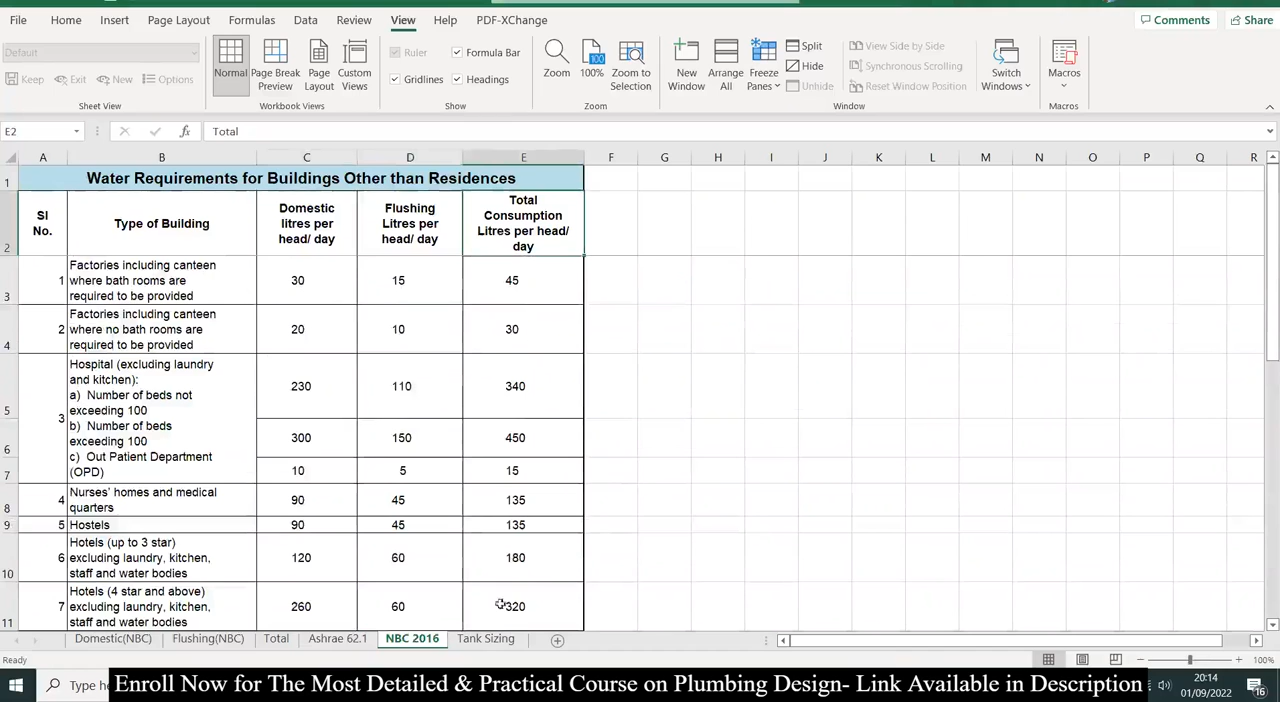 File Home Insert Page Layout Formulas Data Review View Help PDF-XChange Comments Share
Default
Keep Exit New Options
Sheet View
Normal Page Break Preview Page Layout Custom Views
Workbook Views
Ruler Formula Bar
Gridlines Headings
Show
Zoom 100% Zoom to Selection
Zoom
New Window Arrange All Freeze Panes
Split
Hide
Unhide
View Side by Side
Synchronous Scrolling
Reset Window Position
Window
Switch Windows
Macros
Macros
E2 fx Total
A B C D E F G H I J K L M N O P Q R
1 Water Requirements for Buildings Other than Residences
2
Sl No.
Type of Building
Domestic
litres per
head/ day
Flushing
Litres per
head/ day
Total
Consumption
Litres per head/
day
3
1
Factories including canteen
where bath rooms are
required to be provided
30 15 45
4
2
Factories including canteen
where no bath rooms are
required to be provided
20 10 30
5
6
7
3
Hospital (excluding laundry
and kitchen):
a) Number of beds not
exceeding 100
b) Number of beds
exceeding 100
c) Out Patient Department
(OPD)
230 110 340
300 150 450
10 5 15
8
4
Nurses' homes and medical
quarters
90 45 135
9 5 Hostels 90 45 135
10
6
Hotels (up to 3 star)
excluding laundry, kitchen,
staff and water bodies
120 60 180
11
7
Hotels (4 star and above)
excluding laundry, kitchen,
staff and water bodies
260 60 320
Domestic(NBC) Flushing(NBC) Total Ashrae 62.1 NBC 2016 Tank Sizing
Ready 100%
Type he
Enroll Now for The Most Detailed & Practical Course on Plumbing Design- Link Available in Description
20:14
01/09/2022
16